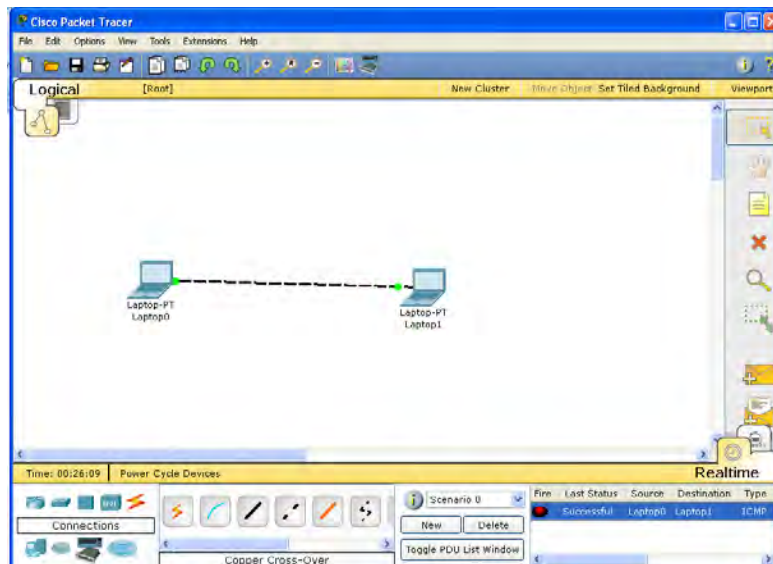 Cisco Packet Tracer
File Edit Options View Tools Extensions Help
Logical [Root] New Cluster Move Object Set Tiled Background Viewport
Laptop-PT
Laptop0
Laptop-PT
Laptop1
Time: 00:26:09 Power Cycle Devices Realtime
Connections
Copper Cross-Over
Scenario 0
New Delete
Toggle PDU List Window
Fire Last Status Source Destination Type
Successful Laptop0 Laptop1 ICMP